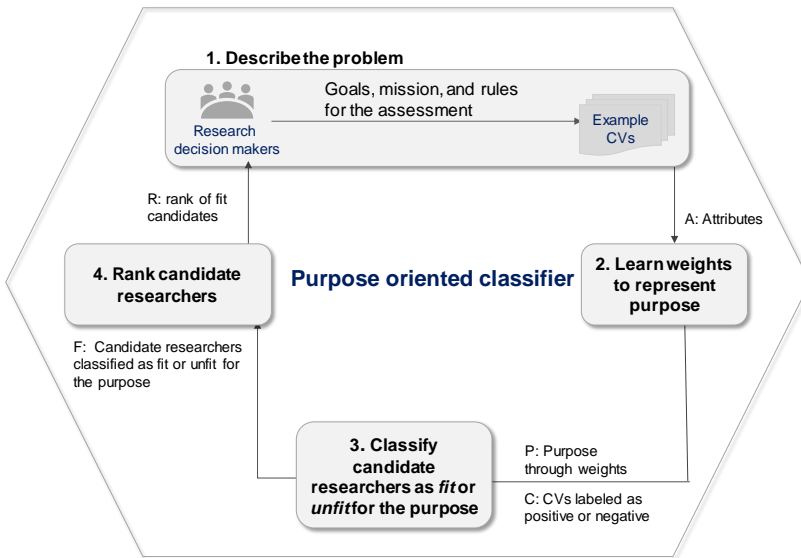 1. Describe the problem
Goals, mission, and rules
for the assessment
Research
decision makers
Example
CVs
R: rank of fit
candidates
A: Attributes
4. Rank candidate
researchers
Purpose oriented classifier
2. Learn weights
to represent
purpose
F: Candidate researchers
classified as fit or unfit for
the purpose
3. Classify
candidate
researchers as fit or
unfit for the purpose
P: Purpose
through weights
C: CVs labeled as
positive or negative